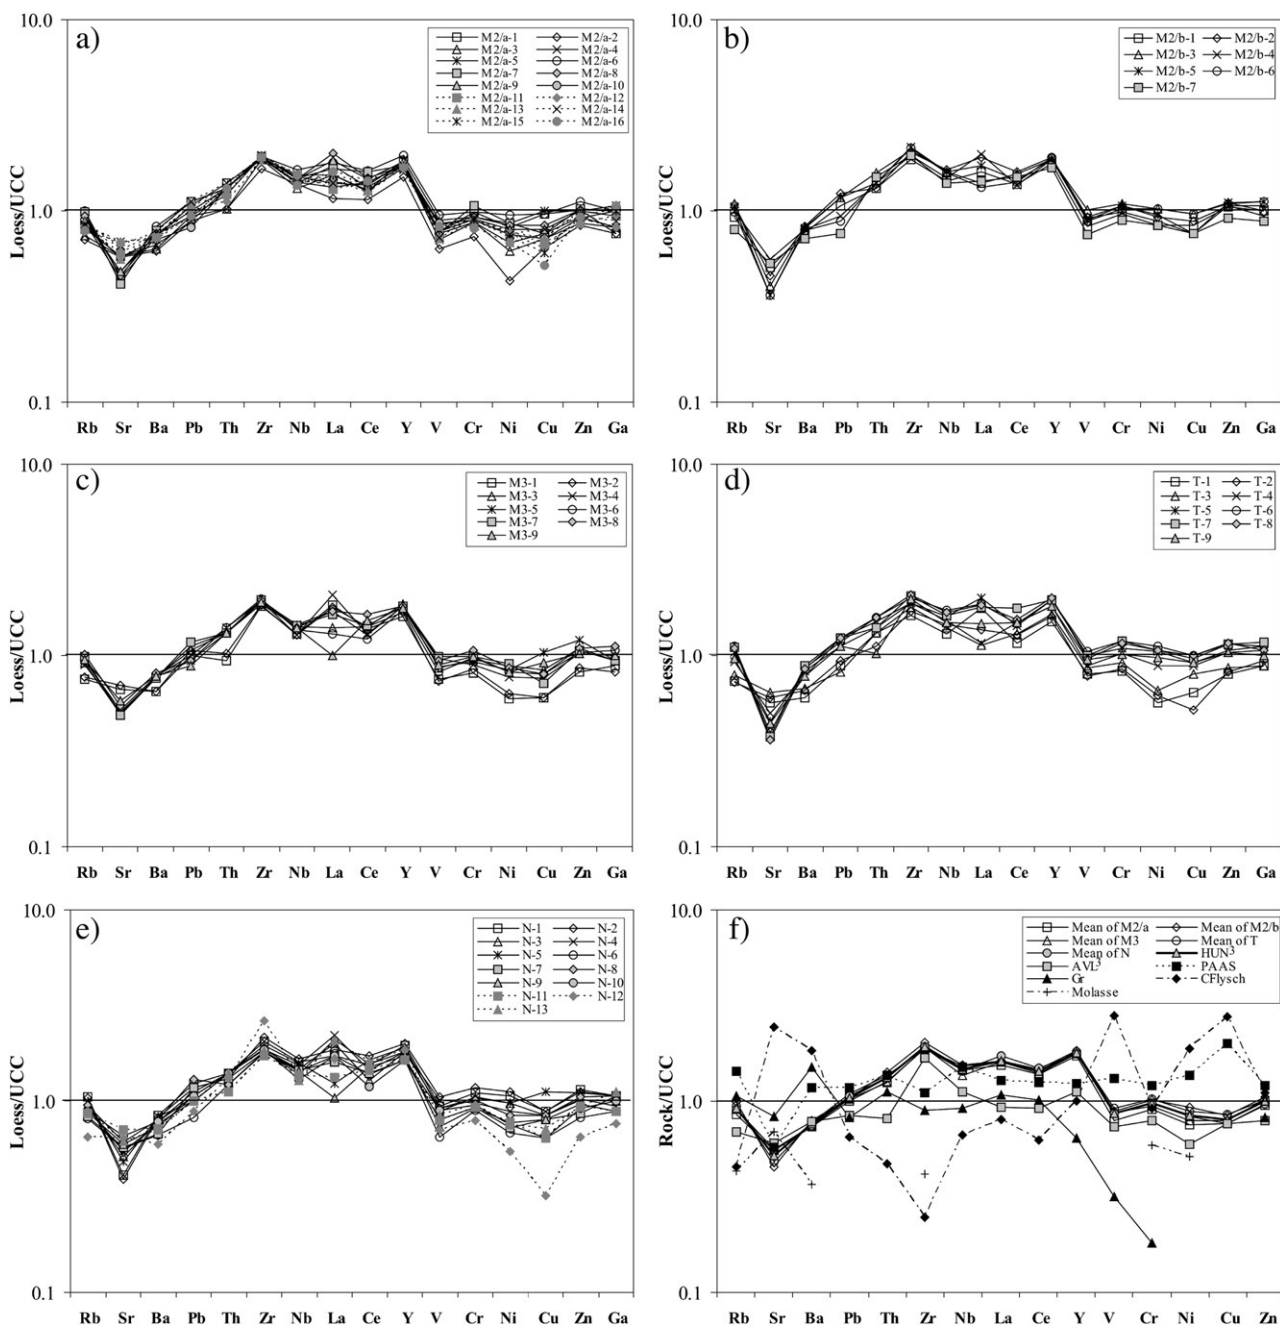 10.0
a)
M2/a-1 M2/a-2
M2/a-3 M2/a-4
M2/a-5 M2/a-6
M2/a-7 M2/a-8
M2/a-9 M2/a-10
M2/a-11 M2/a-12
M2/a-13 M2/a-14
M2/a-15 M2/a-16
Loess/UCC
1.0
0.1
Rb Sr Ba Pb Th Zr Nb La Ce Y V Cr Ni Cu Zn Ga
10.0
b)
M2/b-1 M2/b-2
M2/b-3 M2/b-4
M2/b-5 M2/b-6
M2/b-7
Loess/UCC
1.0
0.1
Rb Sr Ba Pb Th Zr Nb La Ce Y V Cr Ni Cu Zn Ga
10.0
c)
M3-1 M3-2
M3-3 M3-4
M3-5 M3-6
M3-7 M3-8
M3-9
Loess/UCC
1.0
0.1
Rb Sr Ba Pb Th Zr Nb La Ce Y V Cr Ni Cu Zn Ga
10.0
d)
T-1 T-2
T-3 T-4
T-5 T-6
T-7 T-8
T-9
Loess/UCC
1.0
0.1
Rb Sr Ba Pb Th Zr Nb La Ce Y V Cr Ni Cu Zn Ga
10.0
e)
N-1 N-2
N-3 N-4
N-5 N-6
N-7 N-8
N-9 N-10
N-11 N-12
N-13
Loess/UCC
1.0
0.1
Rb Sr Ba Pb Th Zr Nb La Ce Y V Cr Ni Cu Zn Ga
10.0
f)
Mean of M2/a Mean of M2/b
Mean of M3 Mean of T
Mean of N HUN³
AVL³ PAAS
Gr CFlysch
Molasse
Rock/UCC
1.0
0.1
Rb Sr Ba Pb Th Zr Nb La Ce Y V Cr Ni Cu Zn